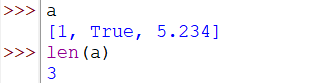 >>> a
[1, True, 5.234]
>>> len(a)
3